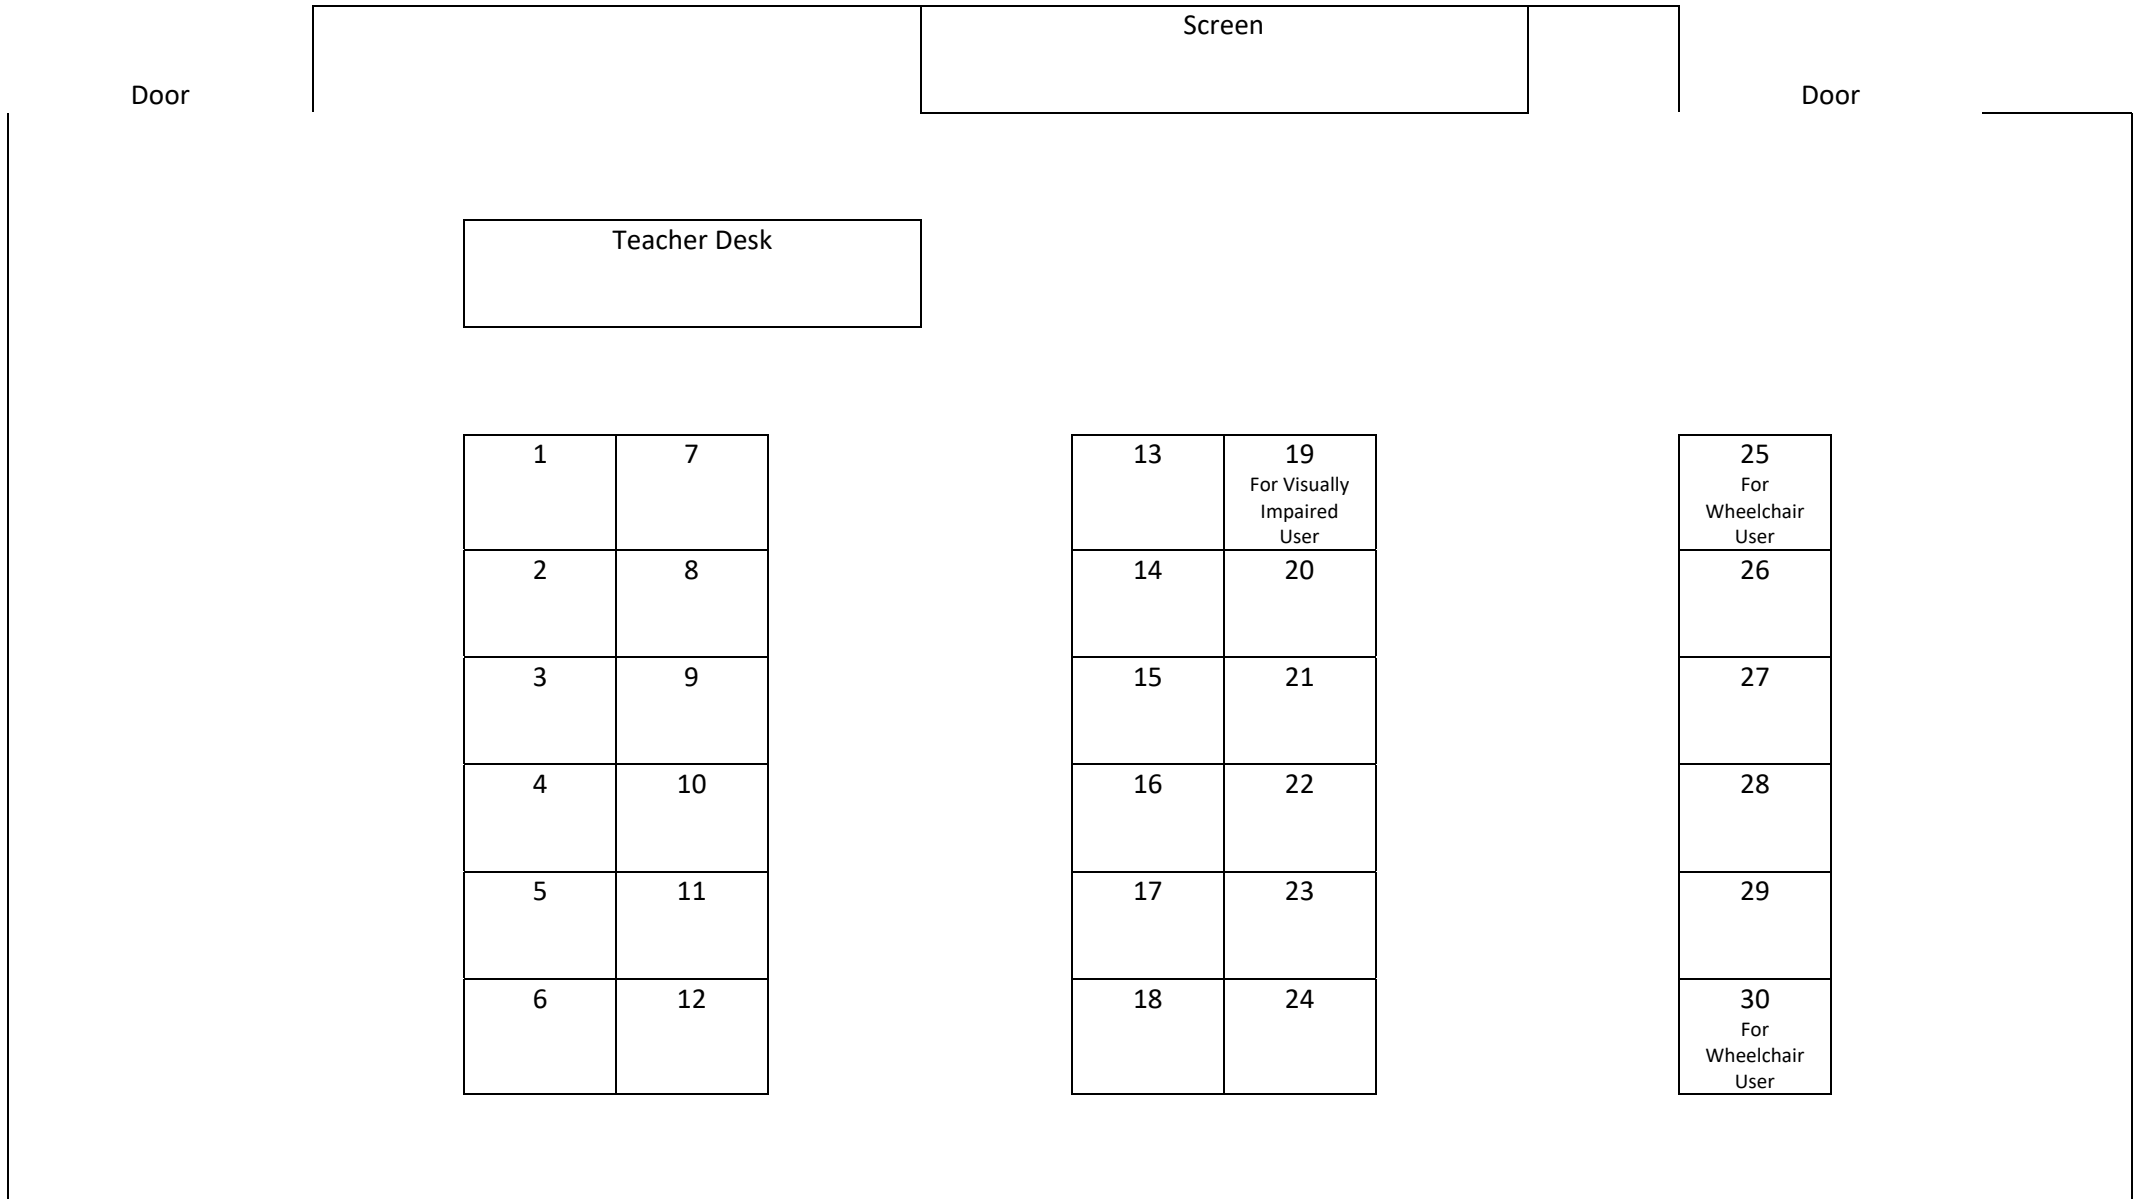 Screen
Door
Door
Teacher Desk
1
7
13
19
For Visually
Impaired
User
25
For
Wheelchair
User
2
8
14
20
26
3
9
15
21
27
4
10
16
22
28
5
11
17
23
29
6
12
18
24
30
For
Wheelchair
User